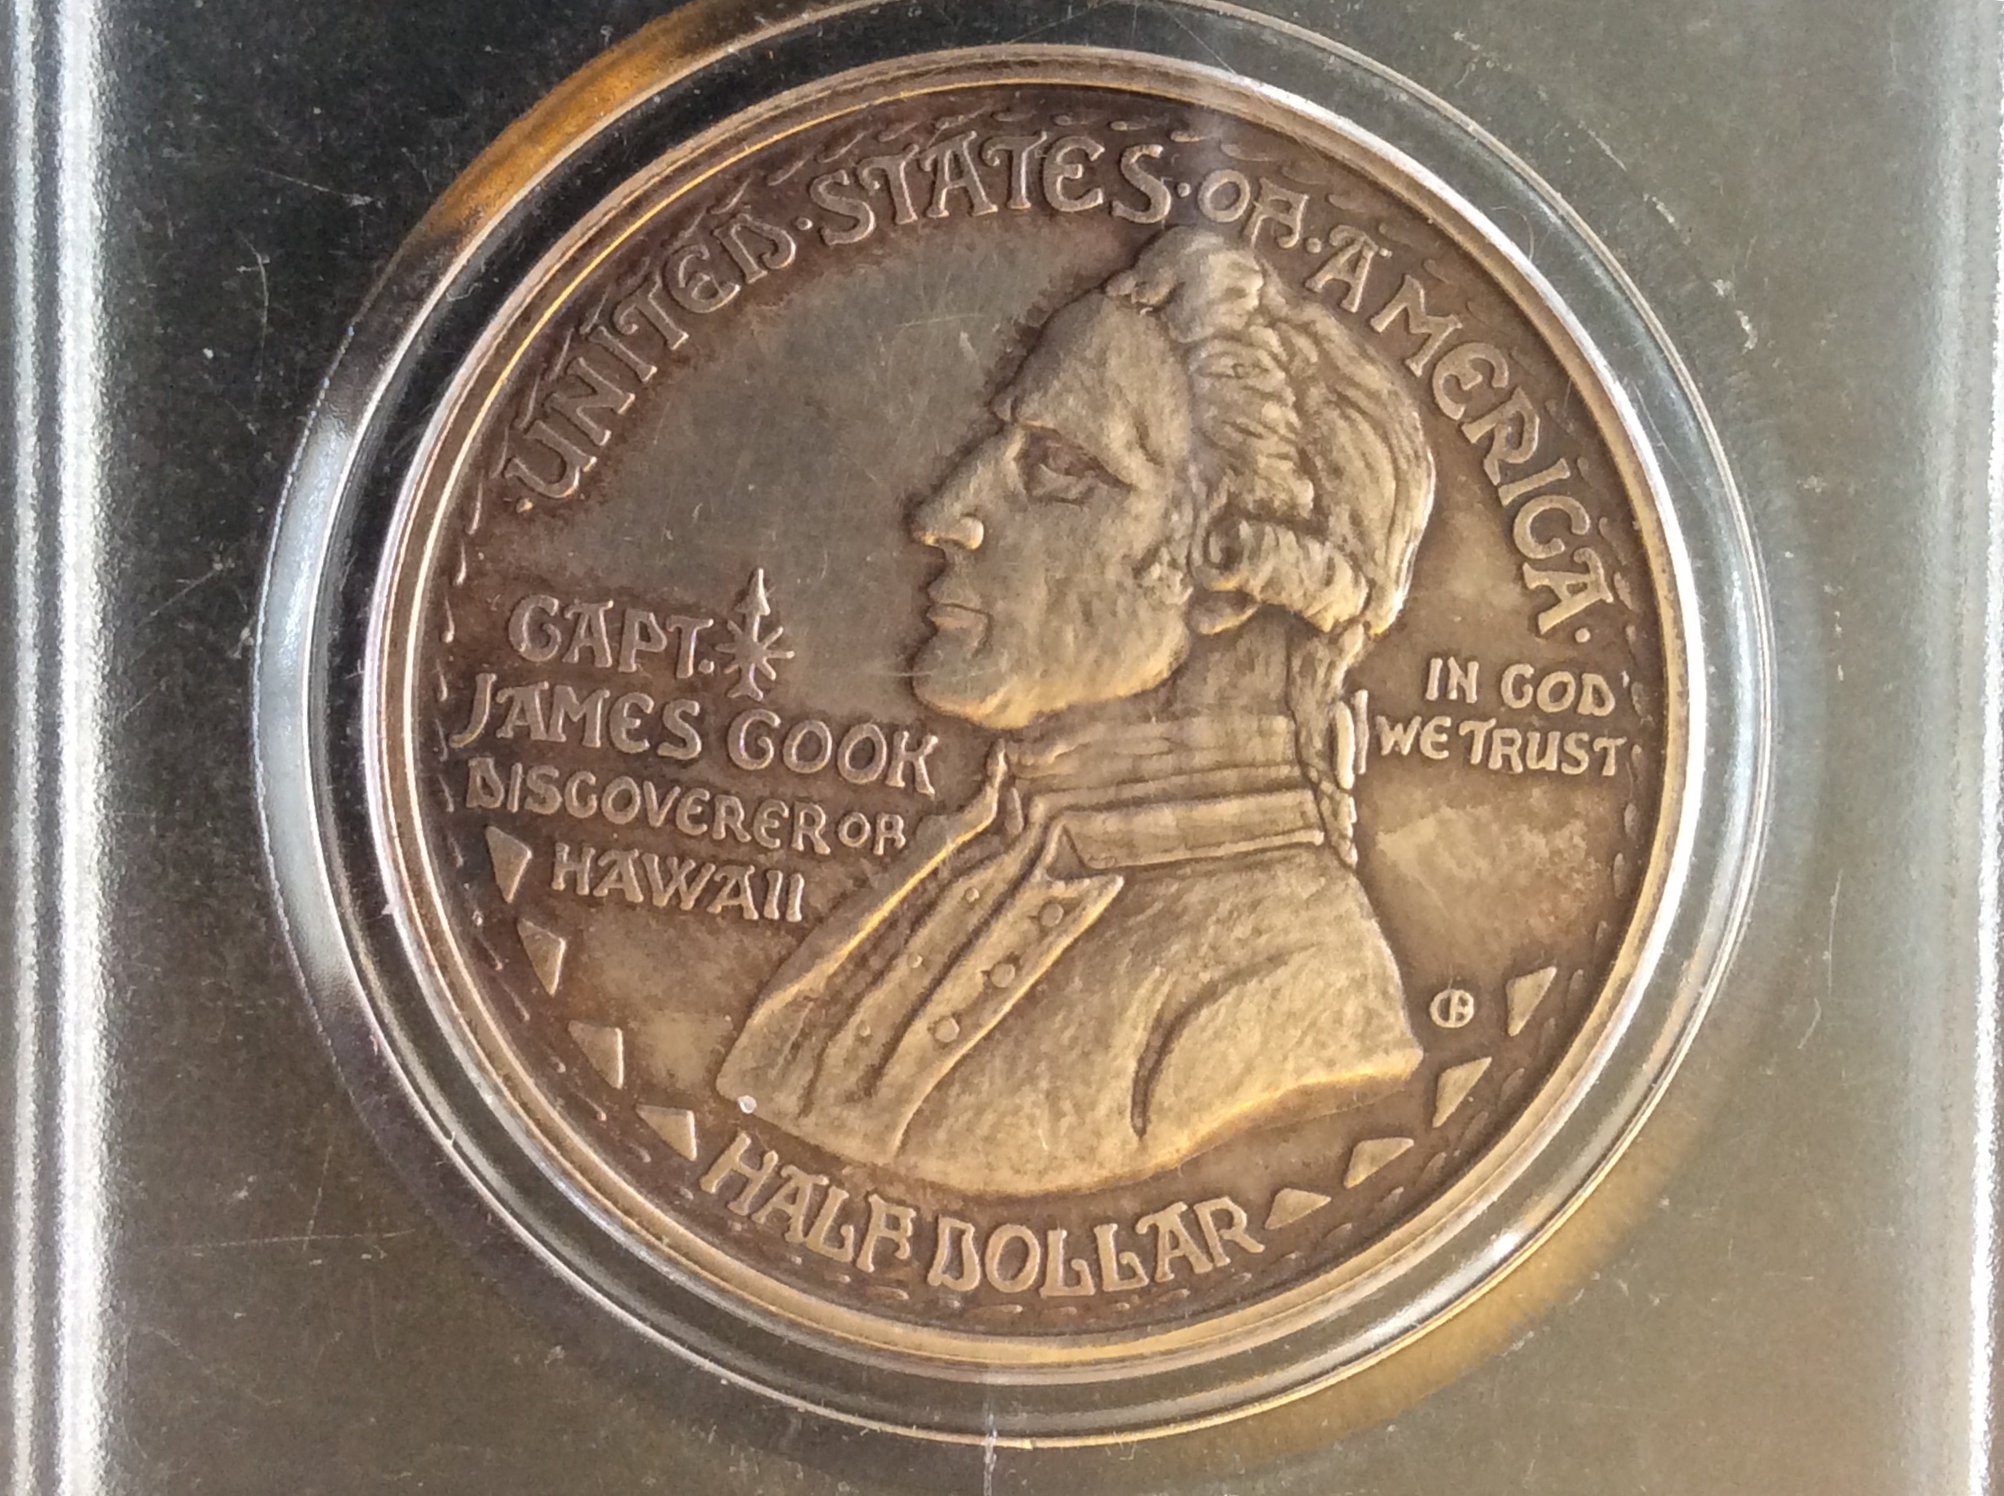 ·UNITED·STATES·OF·AMERICA·
CAPT.
JAMES COOK
DISCOVERER OF
HAWAII
IN GOD
WE TRUST
CB
HALF DOLLAR